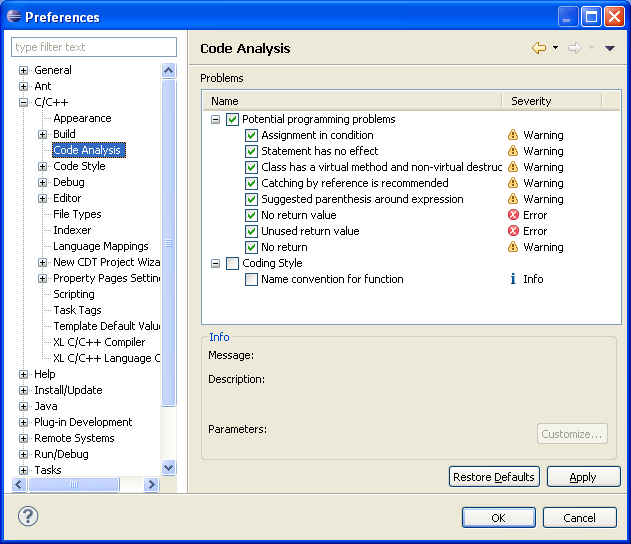 Preferences
type filter text
General
Ant
C/C++
Appearance
Build
Code Analysis
Code Style
Debug
Editor
File Types
Indexer
Language Mappings
New CDT Project Wiza
Property Pages Settin
Scripting
Task Tags
Template Default Valu
XL C/C++ Compiler
XL C/C++ Language C
Help
Install/Update
Java
Plug-in Development
Remote Systems
Run/Debug
Tasks
Code Analysis
Problems
Name Severity
Potential programming problems
Assignment in condition Warning
Statement has no effect Warning
Class has a virtual method and non-virtual destruc Warning
Catching by reference is recommended Warning
Suggested parenthesis around expression Warning
No return value Error
Unused return value Error
No return Warning
Coding Style
Name convention for function Info
Info
Message:
Description:
Parameters:
Customize...
Restore Defaults Apply
OK Cancel